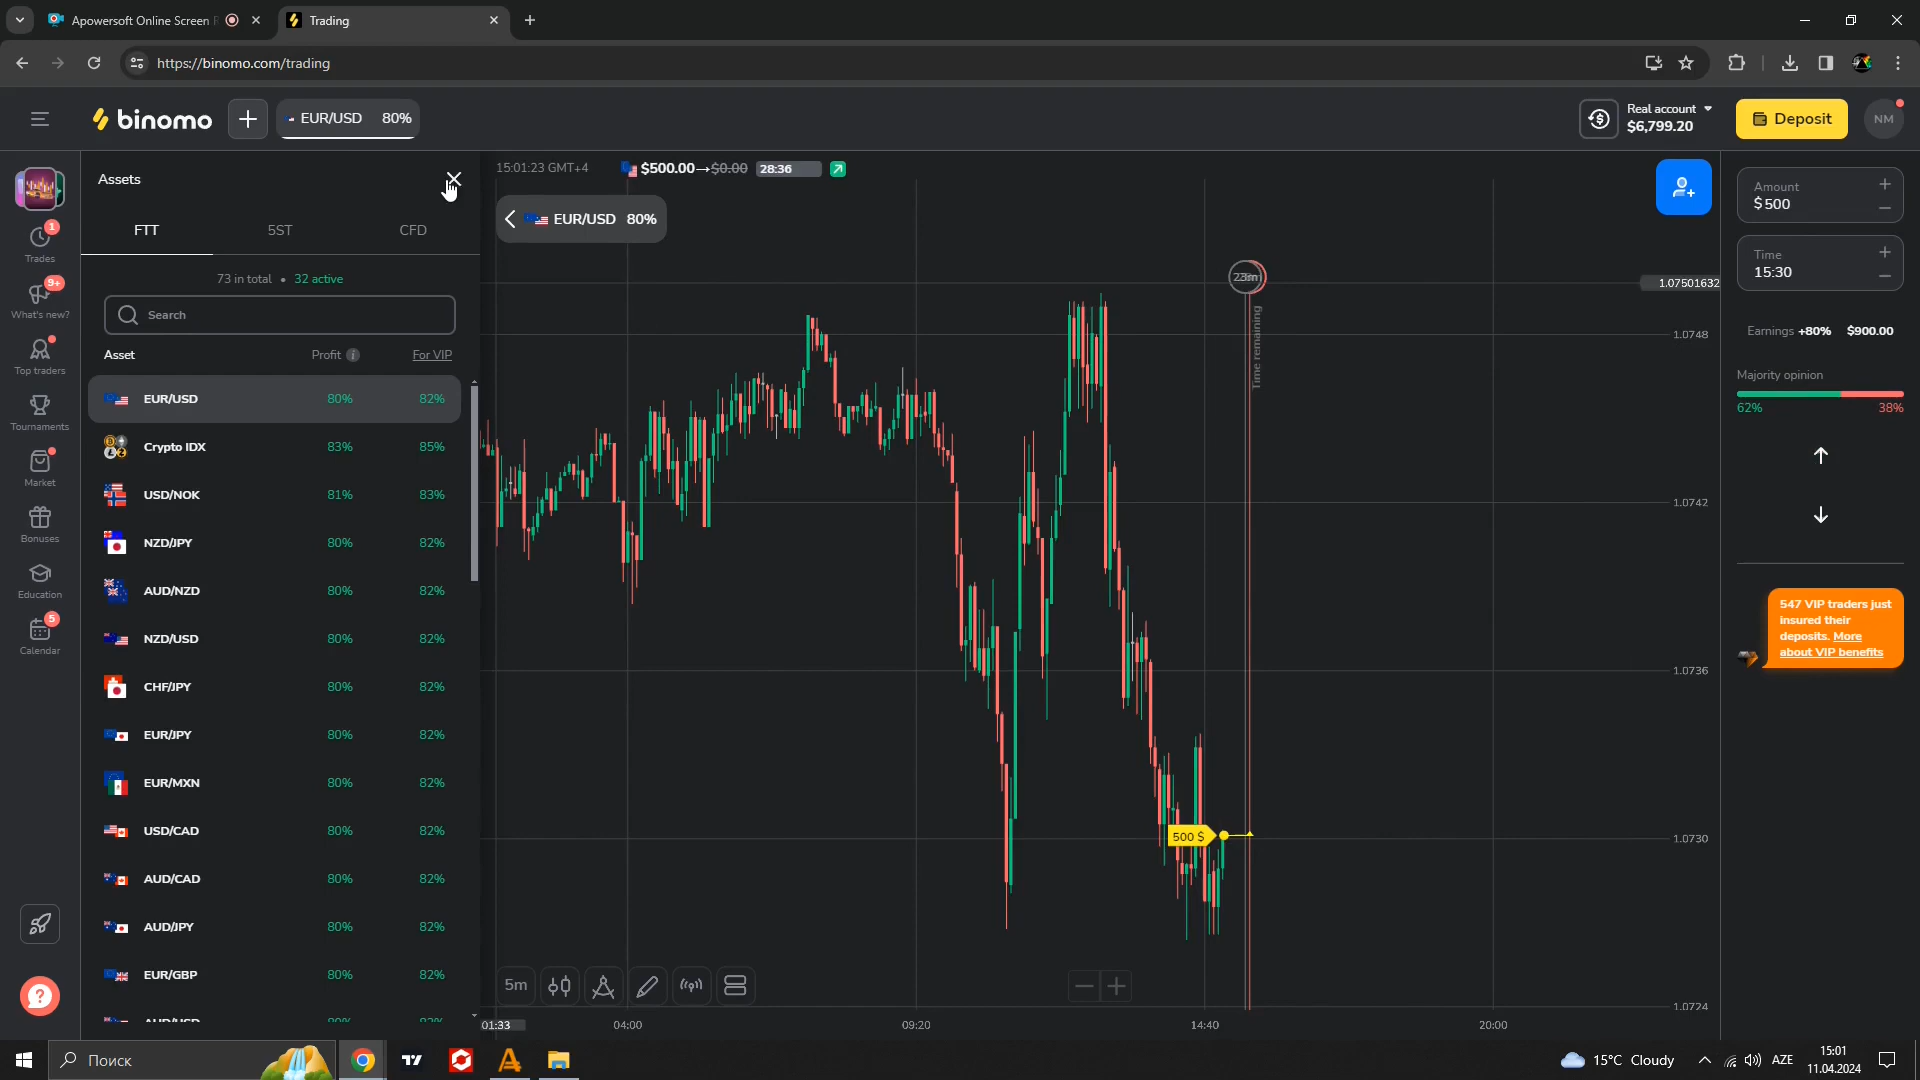 Apowersoft Online Screen R
Trading
https://binomo.com/trading
binomo
EUR/USD 80%
Real account
$6,799.20
Deposit
NM
Assets
FTT 5ST CFD
73 in total • 32 active
Search
Asset Profit For VIP
EUR/USD 80% 82%
Crypto IDX 83% 85%
USD/NOK 81% 83%
NZD/JPY 80% 82%
AUD/NZD 80% 82%
NZD/USD 80% 82%
CHF/JPY 80% 82%
EUR/JPY 80% 82%
EUR/MXN 80% 82%
USD/CAD 80% 82%
AUD/CAD 80% 82%
AUD/JPY 80% 82%
EUR/GBP 80% 82%
1
Trades
9+
What's new?
Top traders
Tournaments
Market
Bonuses
Education
5
Calendar
15:01:23 GMT+4
$500.00→$0.00 28:36
EUR/USD 80%
Time remaining
500 $
1.07501632
1.0748
1.0742
1.0736
1.0730
1.0724
5m
01:33 04:00 09:20 14:40 20:00
Amount
$500
Time
15:30
Earnings +80% $900.00
Majority opinion
62% 38%
547 VIP traders just
insured their
deposits. More
about VIP benefits
Поиск
15°C Cloudy
AZE
15:01
11.04.2024